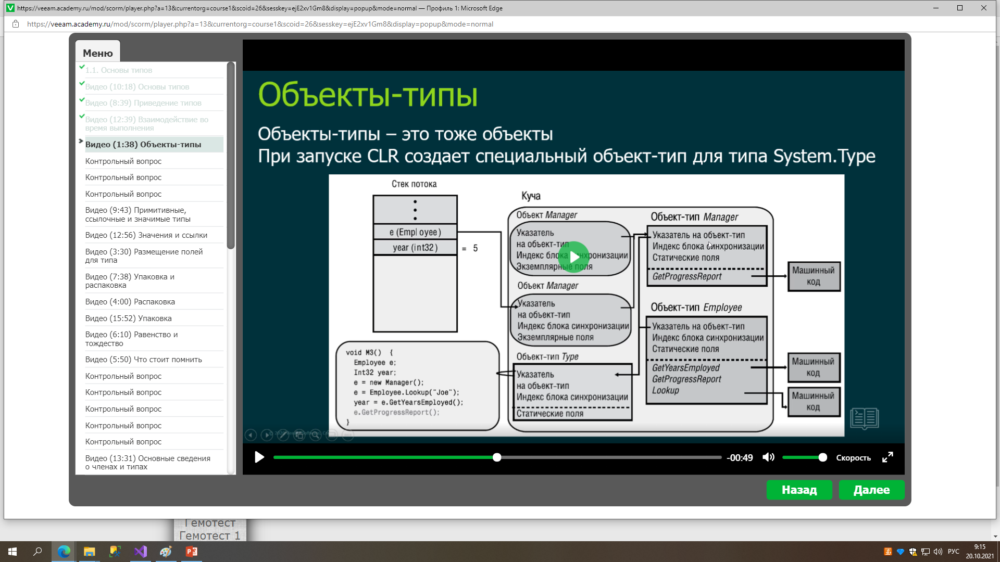 https://veeam.academy.ru/mod/scorm/player.php?a=13&currentorg=course1&scoid=26&sesskey=ejE2xv1Gm8&display=popup&mode=normal — Профиль 1: Microsoft Edge
https://veeam.academy.ru/mod/scorm/player.php?a=13&currentorg=course1&scoid=26&sesskey=ejE2xv1Gm8&display=popup&mode=normal
Меню
1.1. Основы типов
Видео (10:18) Основы типов
Видео (8:39) Приведение типов
Видео (12:39) Взаимодействие во
время выполнения
Видео (1:38) Объекты-типы
Контрольный вопрос
Контрольный вопрос
Контрольный вопрос
Видео (9:43) Примитивные,
ссылочные и значимые типы
Видео (12:56) Значения и ссылки
Видео (3:30) Размещение полей
для типа
Видео (7:38) Упаковка и
распаковка
Видео (4:00) Распаковка
Видео (15:52) Упаковка
Видео (6:10) Равенство и
тождество
Видео (5:50) Что стоит помнить
Контрольный вопрос
Контрольный вопрос
Контрольный вопрос
Контрольный вопрос
Контрольный вопрос
Видео (13:31) Основные сведения
о членах и типах
Объекты-типы
Объекты-типы – это тоже объекты
При запуске CLR создает специальный объект-тип для типа System.Type
Стек потока
e (Employee)
year (int32)
= 5
void M3() {
Employee e;
Int32 year;
e = new Manager();
e = Employee.Lookup("Joe");
year = e.GetYearsEmployed();
e.GetProgressReport();
}
Куча
Объект Manager
Указатель
на объект-тип
Индекс блока синхронизации
Экземплярные поля
Объект Manager
Указатель
на объект-тип
Индекс блока синхронизации
Экземплярные поля
Объект-тип Type
Указатель
на объект-тип
Индекс блока синхронизации
Статические поля
Объект-тип Manager
Указатель на объект-тип
Индекс блока синхронизации
Статические поля
GetProgressReport
Машинный
код
Объект-тип Employee
Указатель на объект-тип
Индекс блока синхронизации
Статические поля
GetYearsEmployed
GetProgressReport
Lookup
Машинный
код
Машинный
код
-00:49
Скорость
Назад
Далее
Гемотест
Гемотест 1
РУС
9:15
20.10.2021